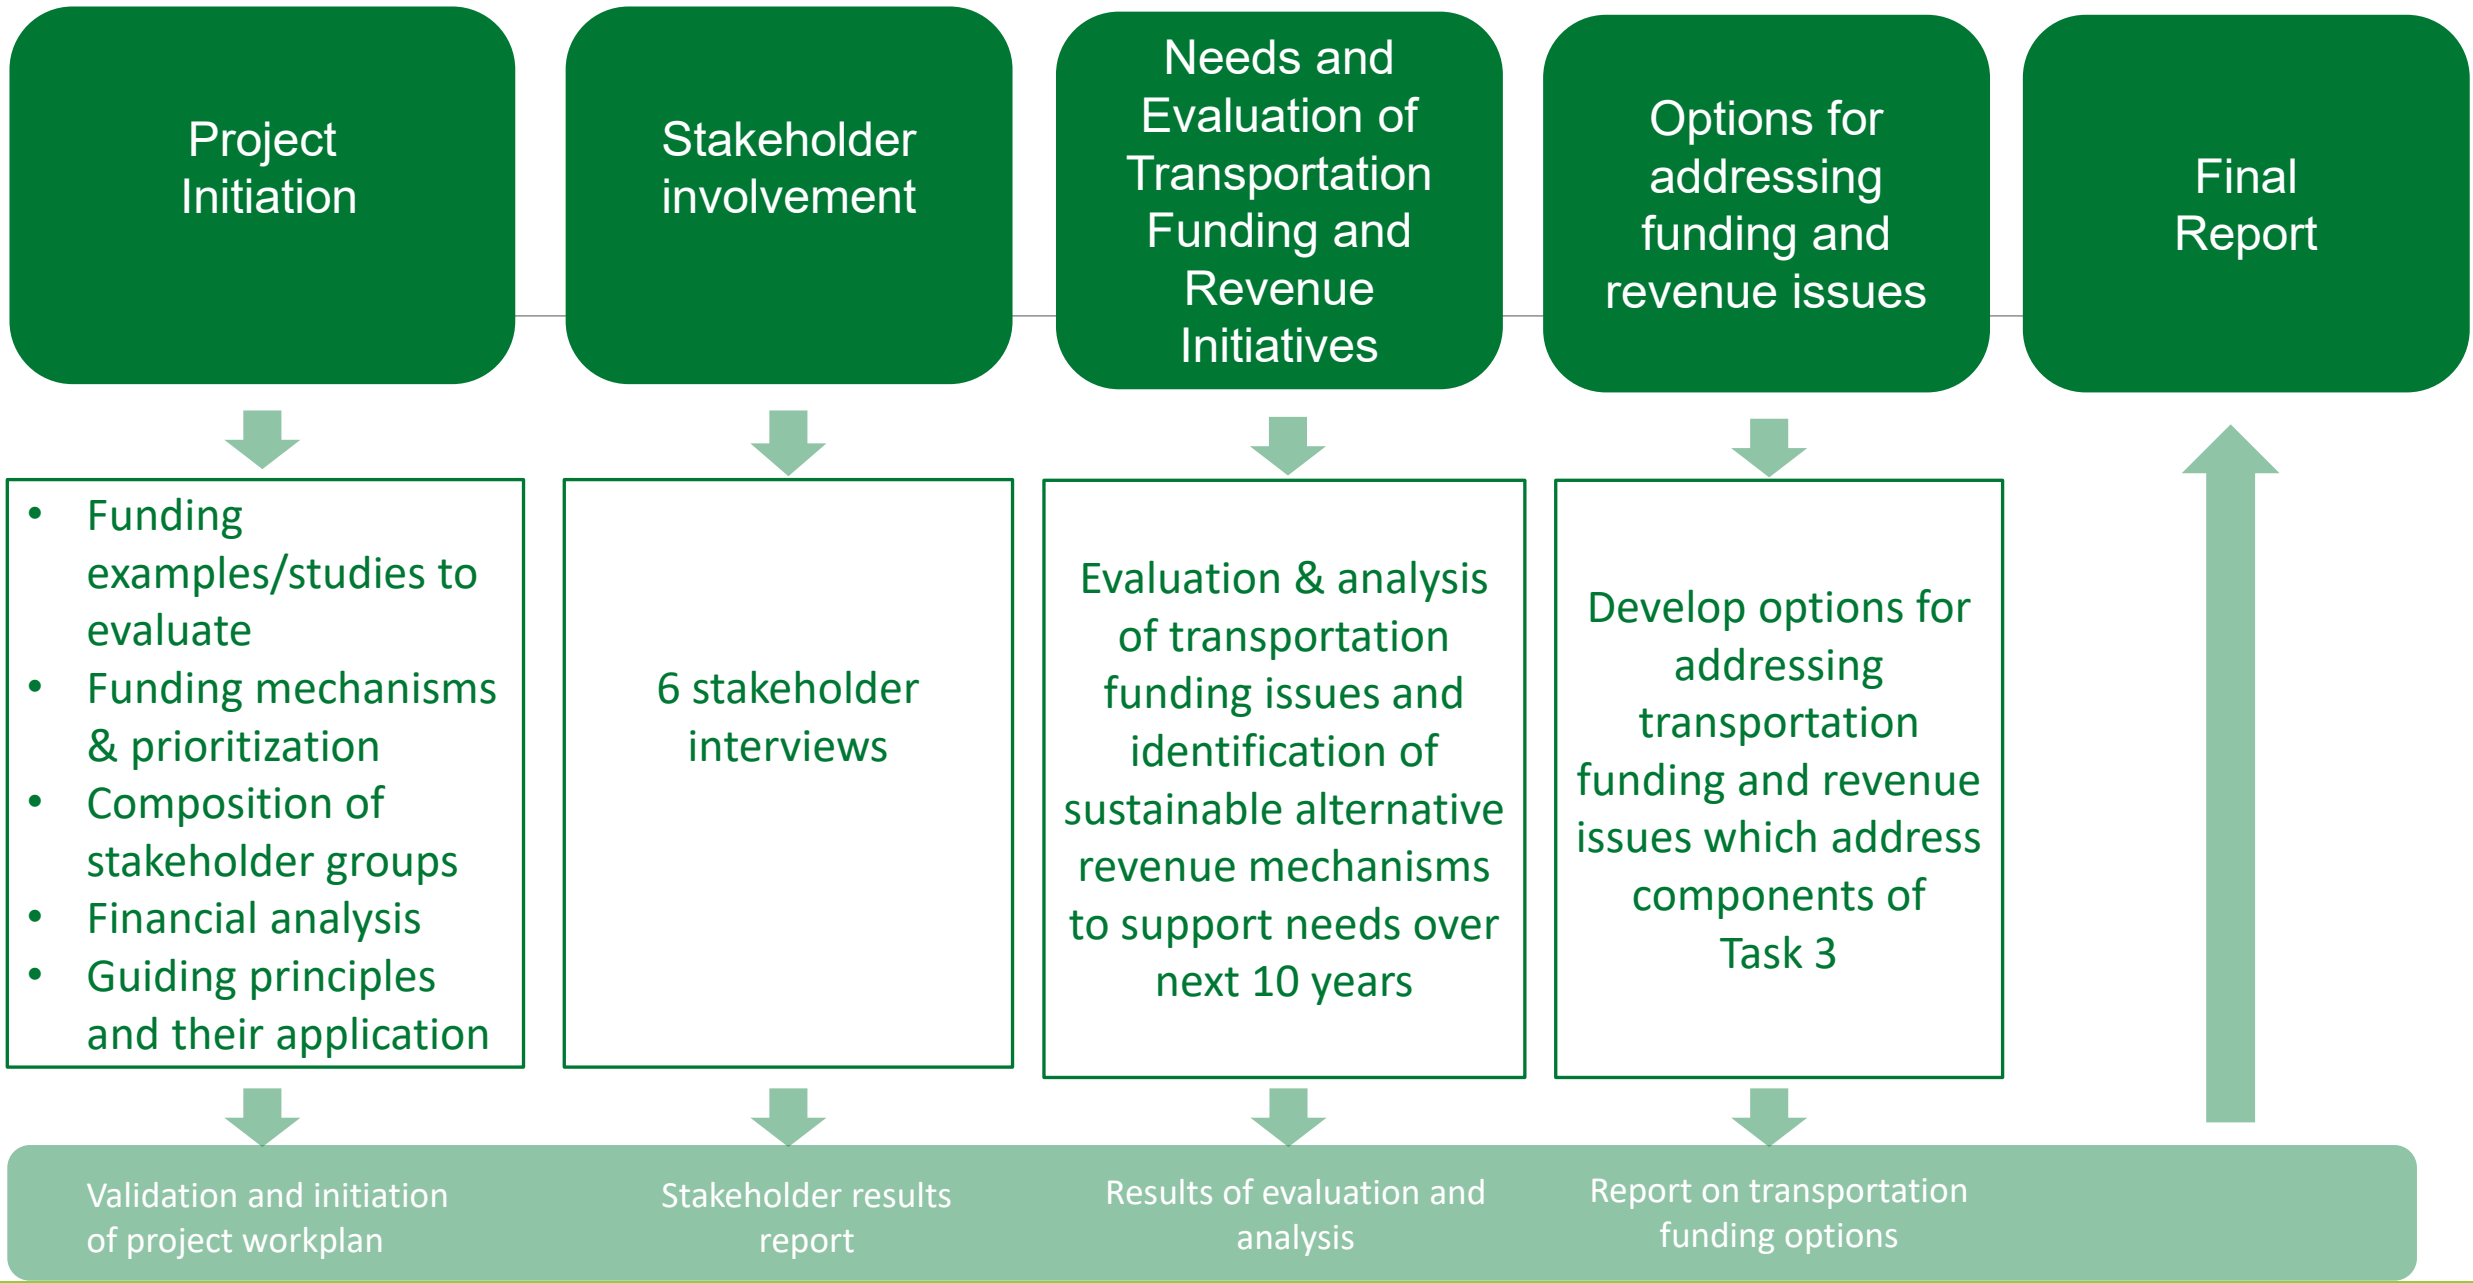 Project
Initiation
Stakeholder
involvement
Needs and
Evaluation of
Transportation
Funding and
Revenue
Initiatives
Options for
addressing
funding and
revenue issues
Final
Report
• Funding
examples/studies to
evaluate
• Funding mechanisms
& prioritization
• Composition of
stakeholder groups
• Financial analysis
• Guiding principles
and their application
6 stakeholder
interviews
Evaluation & analysis
of transportation
funding issues and
identification of
sustainable alternative
revenue mechanisms
to support needs over
next 10 years
Develop options for
addressing
transportation
funding and revenue
issues which address
components of
Task 3
Validation and initiation
of project workplan
Stakeholder results
report
Results of evaluation and
analysis
Report on transportation
funding options